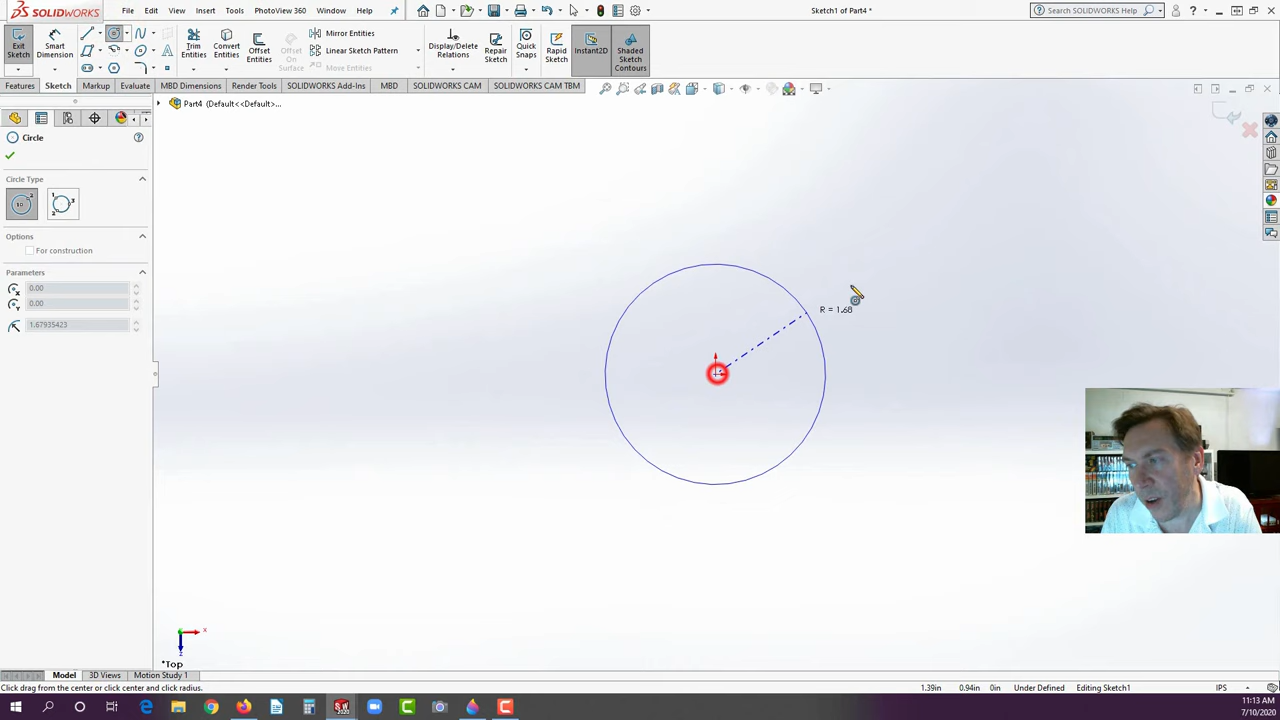 SOLIDWORKS
File Edit View Insert Tools PhotoView 360 Window Help
Sketch1 of Part4 *
Search SOLIDWORKS Help
Exit Sketch
Smart Dimension
Trim Entities
Convert Entities
Offset Entities
Offset On Surface
Mirror Entities
Linear Sketch Pattern
Move Entities
Display/Delete Relations
Repair Sketch
Quick Snaps
Rapid Sketch
Instant2D
Shaded Sketch Contours
Features Sketch Markup Evaluate MBD Dimensions Render Tools SOLIDWORKS Add-Ins MBD SOLIDWORKS CAM SOLIDWORKS CAM TBM
Part4 (Default<<Default>...
Circle
Circle Type
Options
For construction
Parameters
0.00
0.00
1.67935423
R = 1.68
x
z
*Top
Model 3D Views Motion Study 1
Click drag from the center or click center and click radius.
1.39in 0.94in 0in Under Defined Editing Sketch1 IPS
11:13 AM
7/10/2020